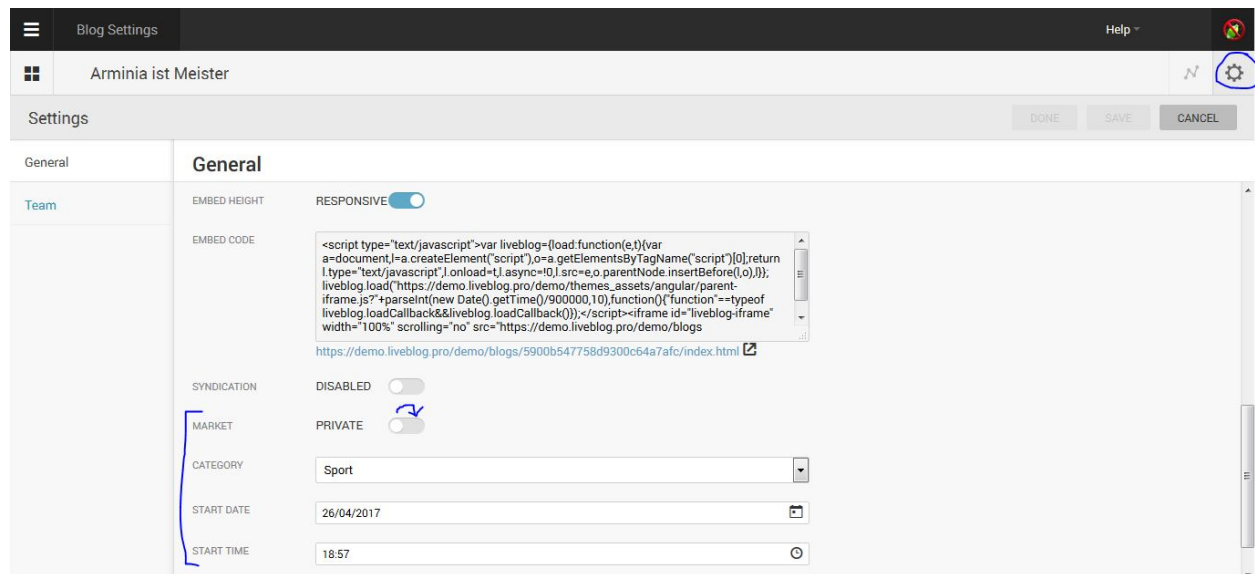 Blog Settings
Help
Arminia ist Meister
Settings
DONE
SAVE
CANCEL
General
Team
General
EMBED HEIGHT
RESPONSIVE
EMBED CODE
<script type="text/javascript">var liveblog={load:function(e,t){var
a=document,l=a.createElement("script"),o=a.getElementsByTagName("script")[0];return
l.type="text/javascript",l.onload=t,l.async=!0,l.src=e,o.parentNode.insertBefore(l,o),l}};
liveblog.load("https://demo.liveblog.pro/demo/themes_assets/angular/parent-
iframe.js?"+parseInt(new Date().getTime()/900000,10),function(){"function"==typeof
liveblog.loadCallback&&liveblog.loadCallback()});</script><iframe id="liveblog-iframe"
width="100%" scrolling="no" src="https://demo.liveblog.pro/demo/blogs
https://demo.liveblog.pro/demo/blogs/5900b547758d9300c64a7afc/index.html
SYNDICATION
DISABLED
MARKET
PRIVATE
CATEGORY
Sport
START DATE
26/04/2017
START TIME
18:57